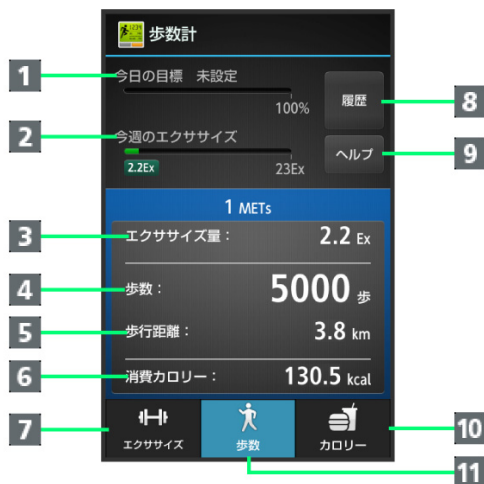 歩数計
1
今日の目標 未設定
100%
履歴
8
2
今週のエクササイズ
2.2Ex
23Ex
ヘルプ
9
1 METs
3
エクササイズ量：
2.2 Ex
4
歩数：
5000 歩
5
歩行距離：
3.8 km
6
消費カロリー：
130.5 kcal
7
エクササイズ
歩数
カロリー
10
11